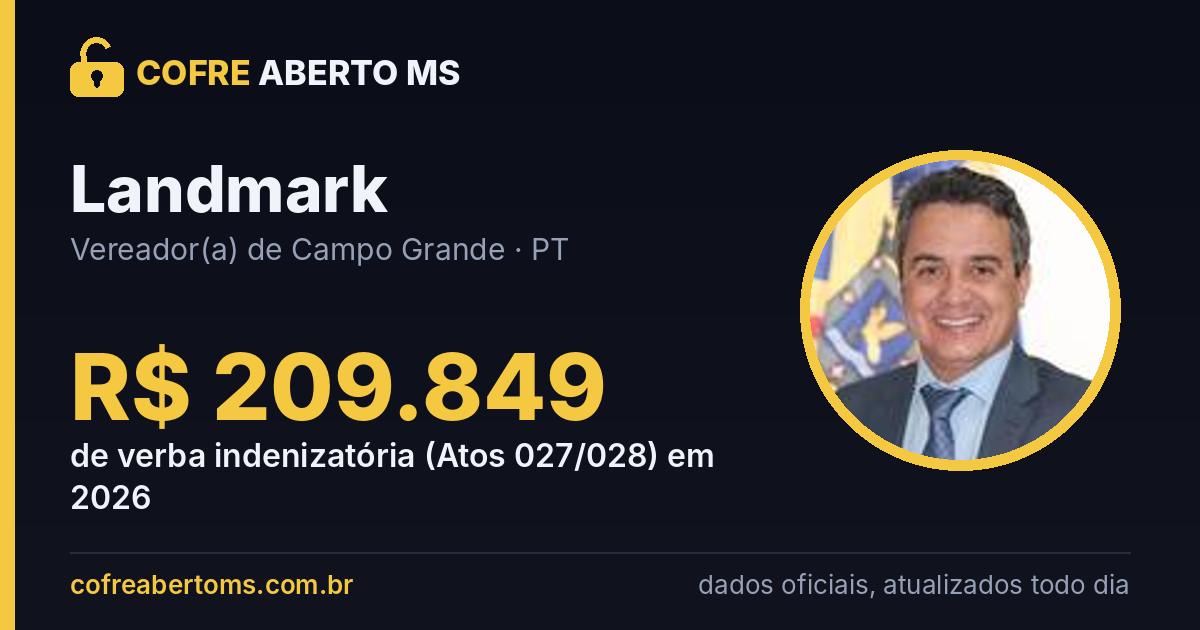 COFRE ABERTO MS
Landmark
Vereador(a) de Campo Grande · PT
R$ 209.849
de verba indenizatória (Atos 027/028) em
2026
cofreabertoms.com.br
dados oficiais, atualizados todo dia